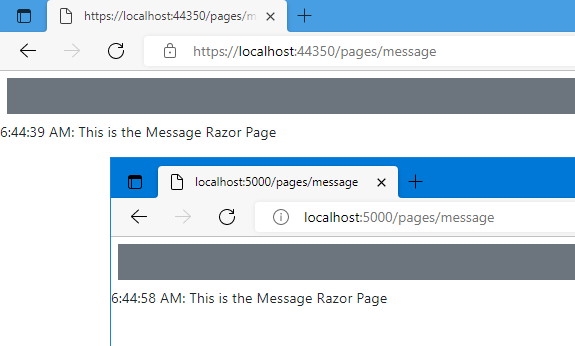 https://localhost:44350/pages/m
https://localhost:44350/pages/message
6:44:39 AM: This is the Message Razor Page
localhost:5000/pages/message
localhost:5000/pages/message
6:44:58 AM: This is the Message Razor Page